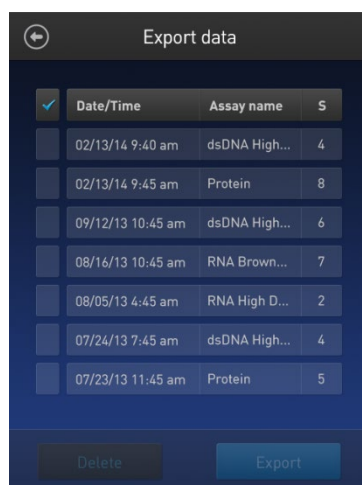 Export data
Date/Time Assay name S
02/13/14 9:40 am dsDNA High... 4
02/13/14 9:45 am Protein 8
09/12/13 10:45 am dsDNA High... 6
08/16/13 10:45 am RNA Brown... 7
08/05/13 4:45 am RNA High D... 2
07/24/13 7:45 am dsDNA High... 4
07/23/13 11:45 am Protein 5
Delete Export